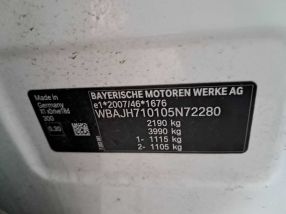 BAYERISCHE MOTOREN WERKE AG
e1*2007/46*1676
WBAJH710105N72280
2190 kg
3990 kg
1- 1115 kg
2- 1105 kg
Made in
Germany
300